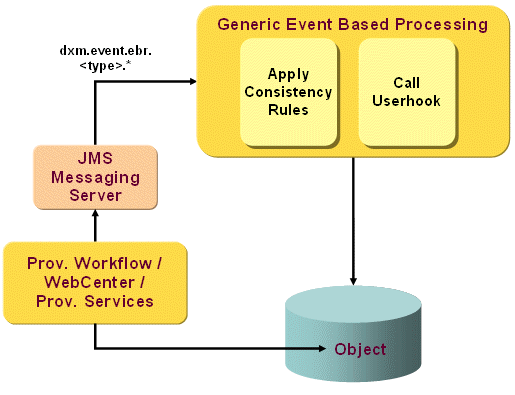 Generic Event Based Processing
Apply
Consistency
Rules
Call
Userhook
dxm.event.ebr.
<type>.*
JMS
Messaging
Server
Prov. Workflow /
WebCenter /
Prov. Services
Object